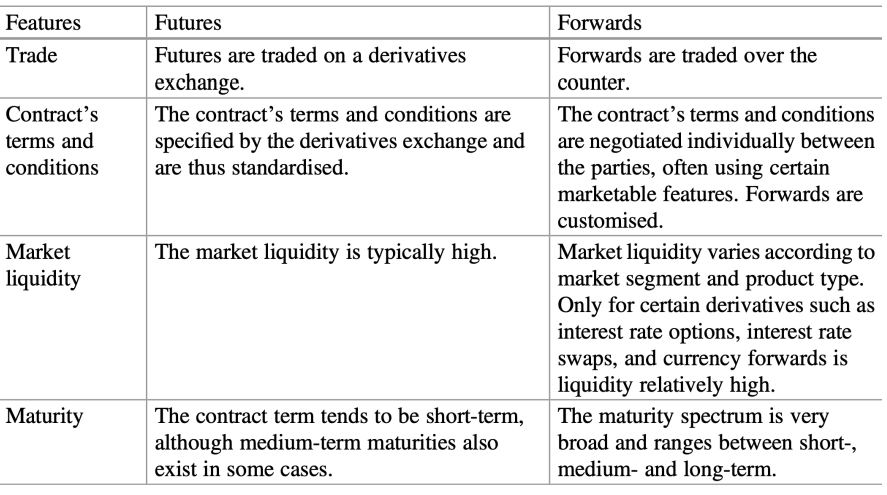 Features Futures Forwards
Trade
Futures are traded on a derivatives
exchange.
Forwards are traded over the
counter.
Contract's
terms and
conditions
The contract's terms and conditions are
specified by the derivatives exchange and
are thus standardised.
The contract's terms and conditions
are negotiated individually between
the parties, often using certain
marketable features. Forwards are
customised.
Market
liquidity
The market liquidity is typically high.
Market liquidity varies according to
market segment and product type.
Only for certain derivatives such as
interest rate options, interest rate
swaps, and currency forwards is
liquidity relatively high.
Maturity
The contract term tends to be short-term,
although medium-term maturities also
exist in some cases.
The maturity spectrum is very
broad and ranges between short-,
medium- and long-term.